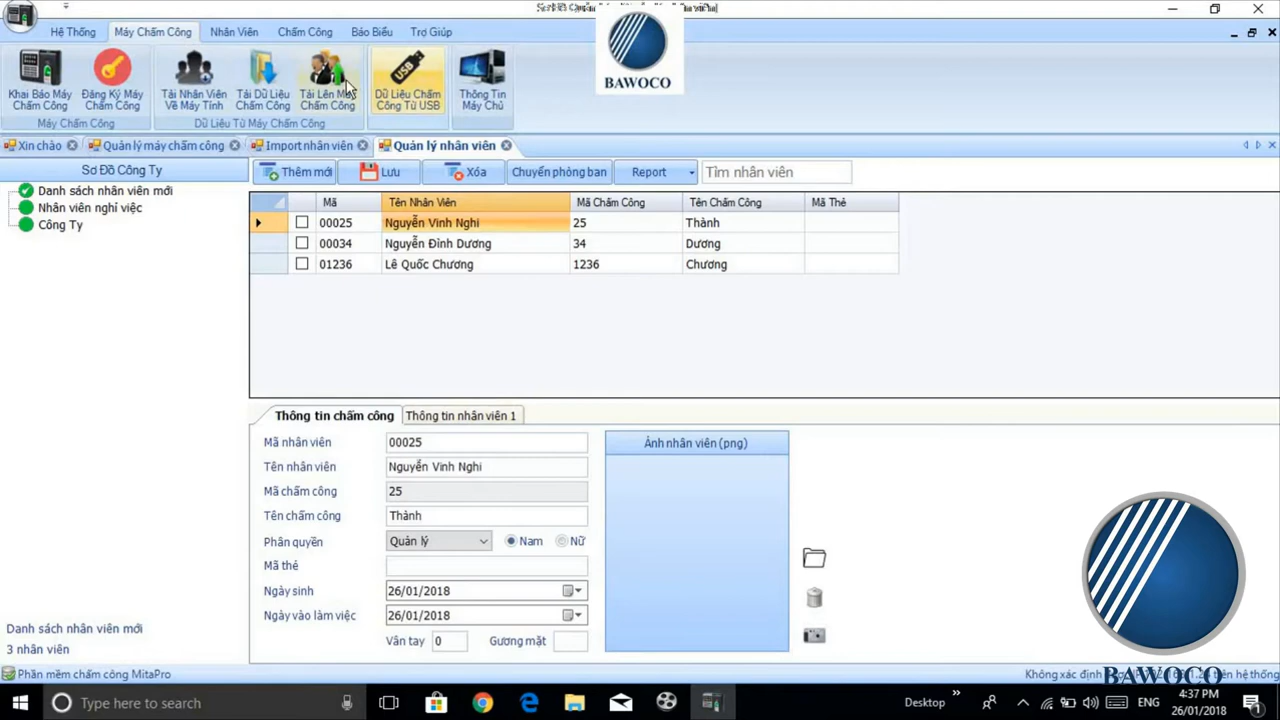 BAWOCO
Hệ Thống
Máy Chấm Công
Nhân Viên
Chấm Công
Báo Biểu
Trợ Giúp
Khai Báo Máy
Chấm Công
Đăng Ký Máy
Chấm Công
Tải Nhân Viên
Về Máy Tính
Tải Dữ Liệu
Chấm Công
Tải Lên Máy
Chấm Công
USB
Dữ Liệu Chấm
Công Từ USB
Thông Tin
Máy Chủ
Máy Chấm Công
Dữ Liệu Từ Máy Chấm Công
Xin chào
Quản lý máy chấm công
Import nhân viên
Quản lý nhân viên
Sơ Đồ Công Ty
Danh sách nhân viên mới
Nhân viên nghỉ việc
Công Ty
Thêm mới
Lưu
Xóa
Chuyển phòng ban
Report
Tìm nhân viên
Mã Tên Nhân Viên Mã Chấm Công Tên Chấm Công Mã Thẻ
00025 Nguyễn Vinh Nghi 25 Thành
00034 Nguyễn Đình Dương 34 Dương
01236 Lê Quốc Chương 1236 Chương
Thông tin chấm công
Thông tin nhân viên 1
Mã nhân viên 00025
Tên nhân viên Nguyễn Vinh Nghi
Mã chấm công 25
Tên chấm công Thành
Phân quyền Quản lý Nam Nữ
Mã thẻ
Ngày sinh 26/01/2018
Ngày vào làm việc 26/01/2018
Vân tay 0 Gương mặt
Ảnh nhân viên (png)
BAWOCO
Danh sách nhân viên mới
3 nhân viên
Phần mềm chấm công MitaPro
Không xác định
trên hệ thống
Type here to search
Desktop
ENG
4:37 PM
26/01/2018
1